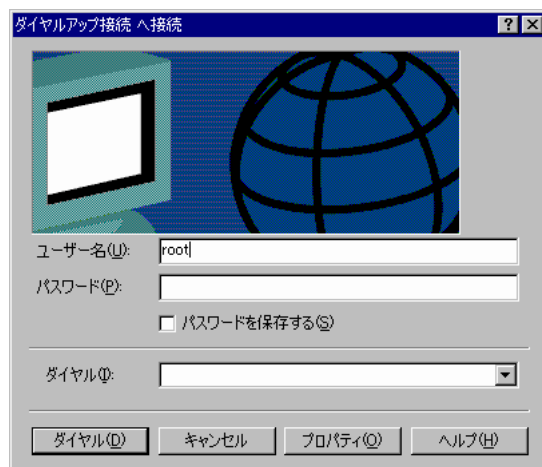 ダイヤルアップ接続 へ接続
ユーザー名(U):
root
パスワード(P):
パスワードを保存する(S)
ダイヤル(I):
ダイヤル(D)
キャンセル
プロパティ(O)
ヘルプ(H)